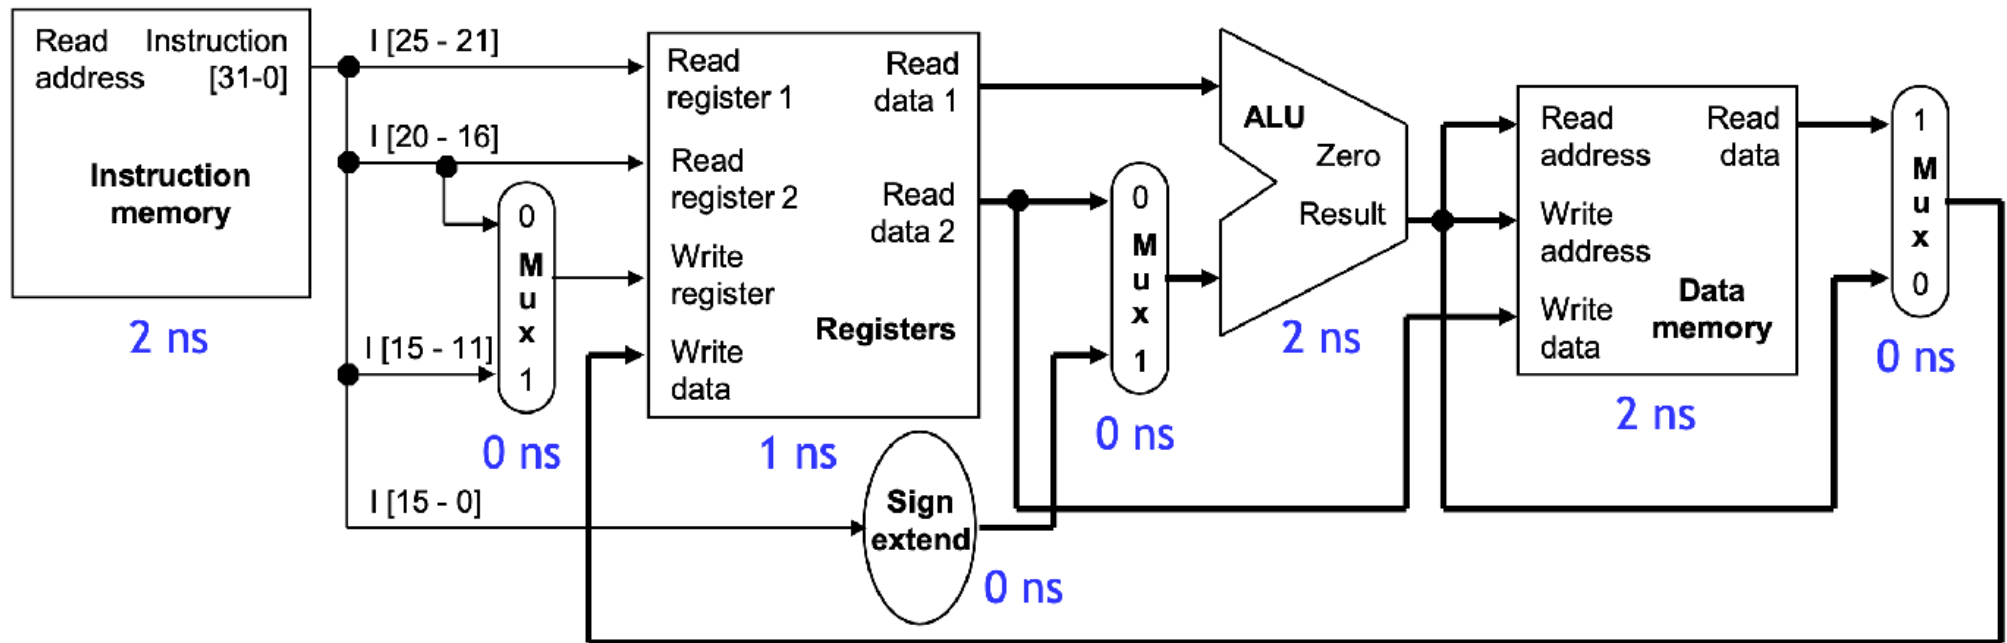 Read address
Instruction [31-0]
Instruction memory
2 ns
I [25 - 21]
I [20 - 16]
I [15 - 11]
I [15 - 0]
0
M
u
x
1
0 ns
Read register 1
Read register 2
Write register
Write data
Read data 1
Read data 2
Registers
1 ns
Sign extend
0 ns
0
M
u
x
1
0 ns
ALU
Zero
Result
2 ns
Read address
Write address
Write data
Read data
Data memory
2 ns
1
M
u
x
0
0 ns